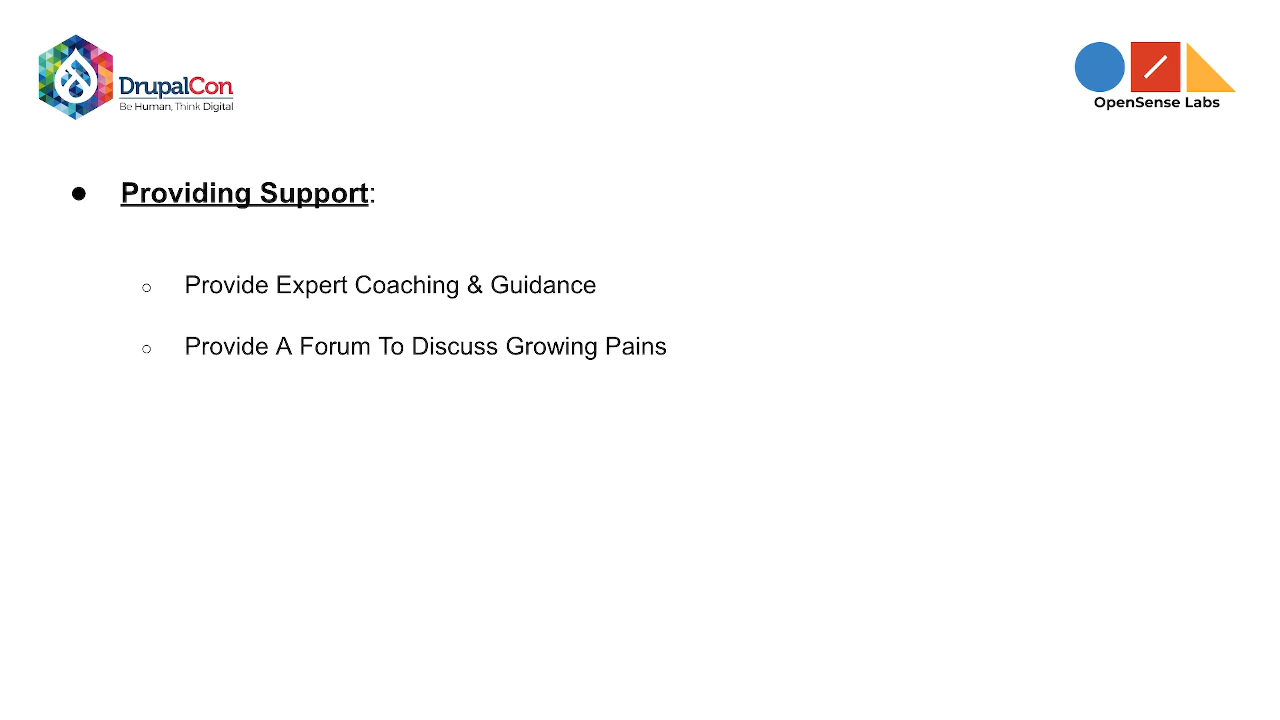 DrupalCon
Be Human, Think Digital
OpenSense Labs
● Providing Support:
○ Provide Expert Coaching & Guidance
○ Provide A Forum To Discuss Growing Pains